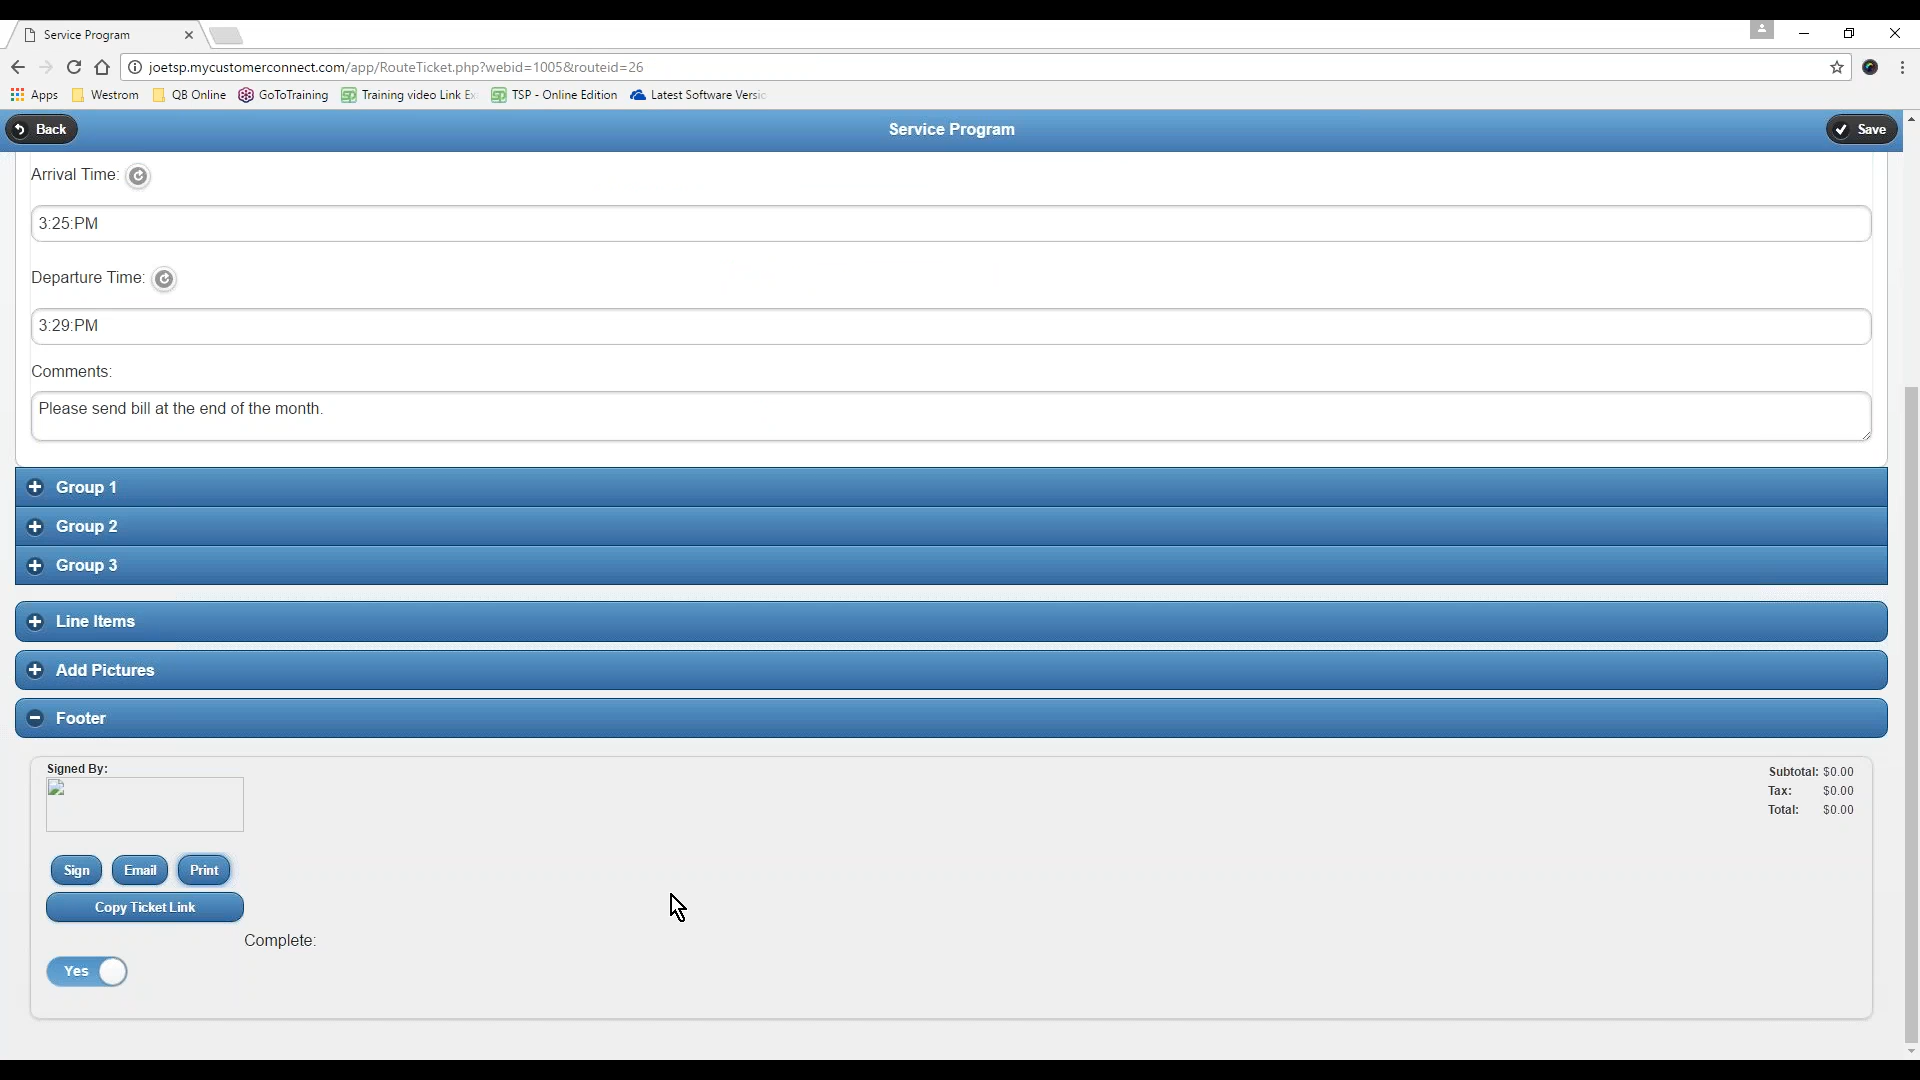 Service Program
joetsp.mycustomerconnect.com/app/RouteTicket.php?webid=1005&routeid=26
Apps Westrom QB Online GoToTraining Training video Link Ex TSP - Online Edition Latest Software Versio
Back Service Program Save
Arrival Time:
3:25:PM
Departure Time:
3:29:PM
Comments:
Please send bill at the end of the month.
Group 1
Group 2
Group 3
Line Items
Add Pictures
Footer
Signed By:
Subtotal: $0.00
Tax: $0.00
Total: $0.00
Sign Email Print
Copy Ticket Link
Complete:
Yes